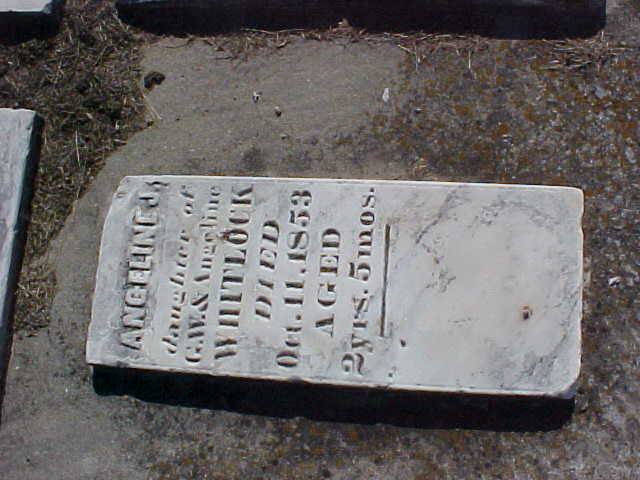 ANGELINE J.
daughter of
G.W. & Angeline
WHITLOCK
DIED
Oct. 11. 1853
AGED
2 yrs. 5 mos.